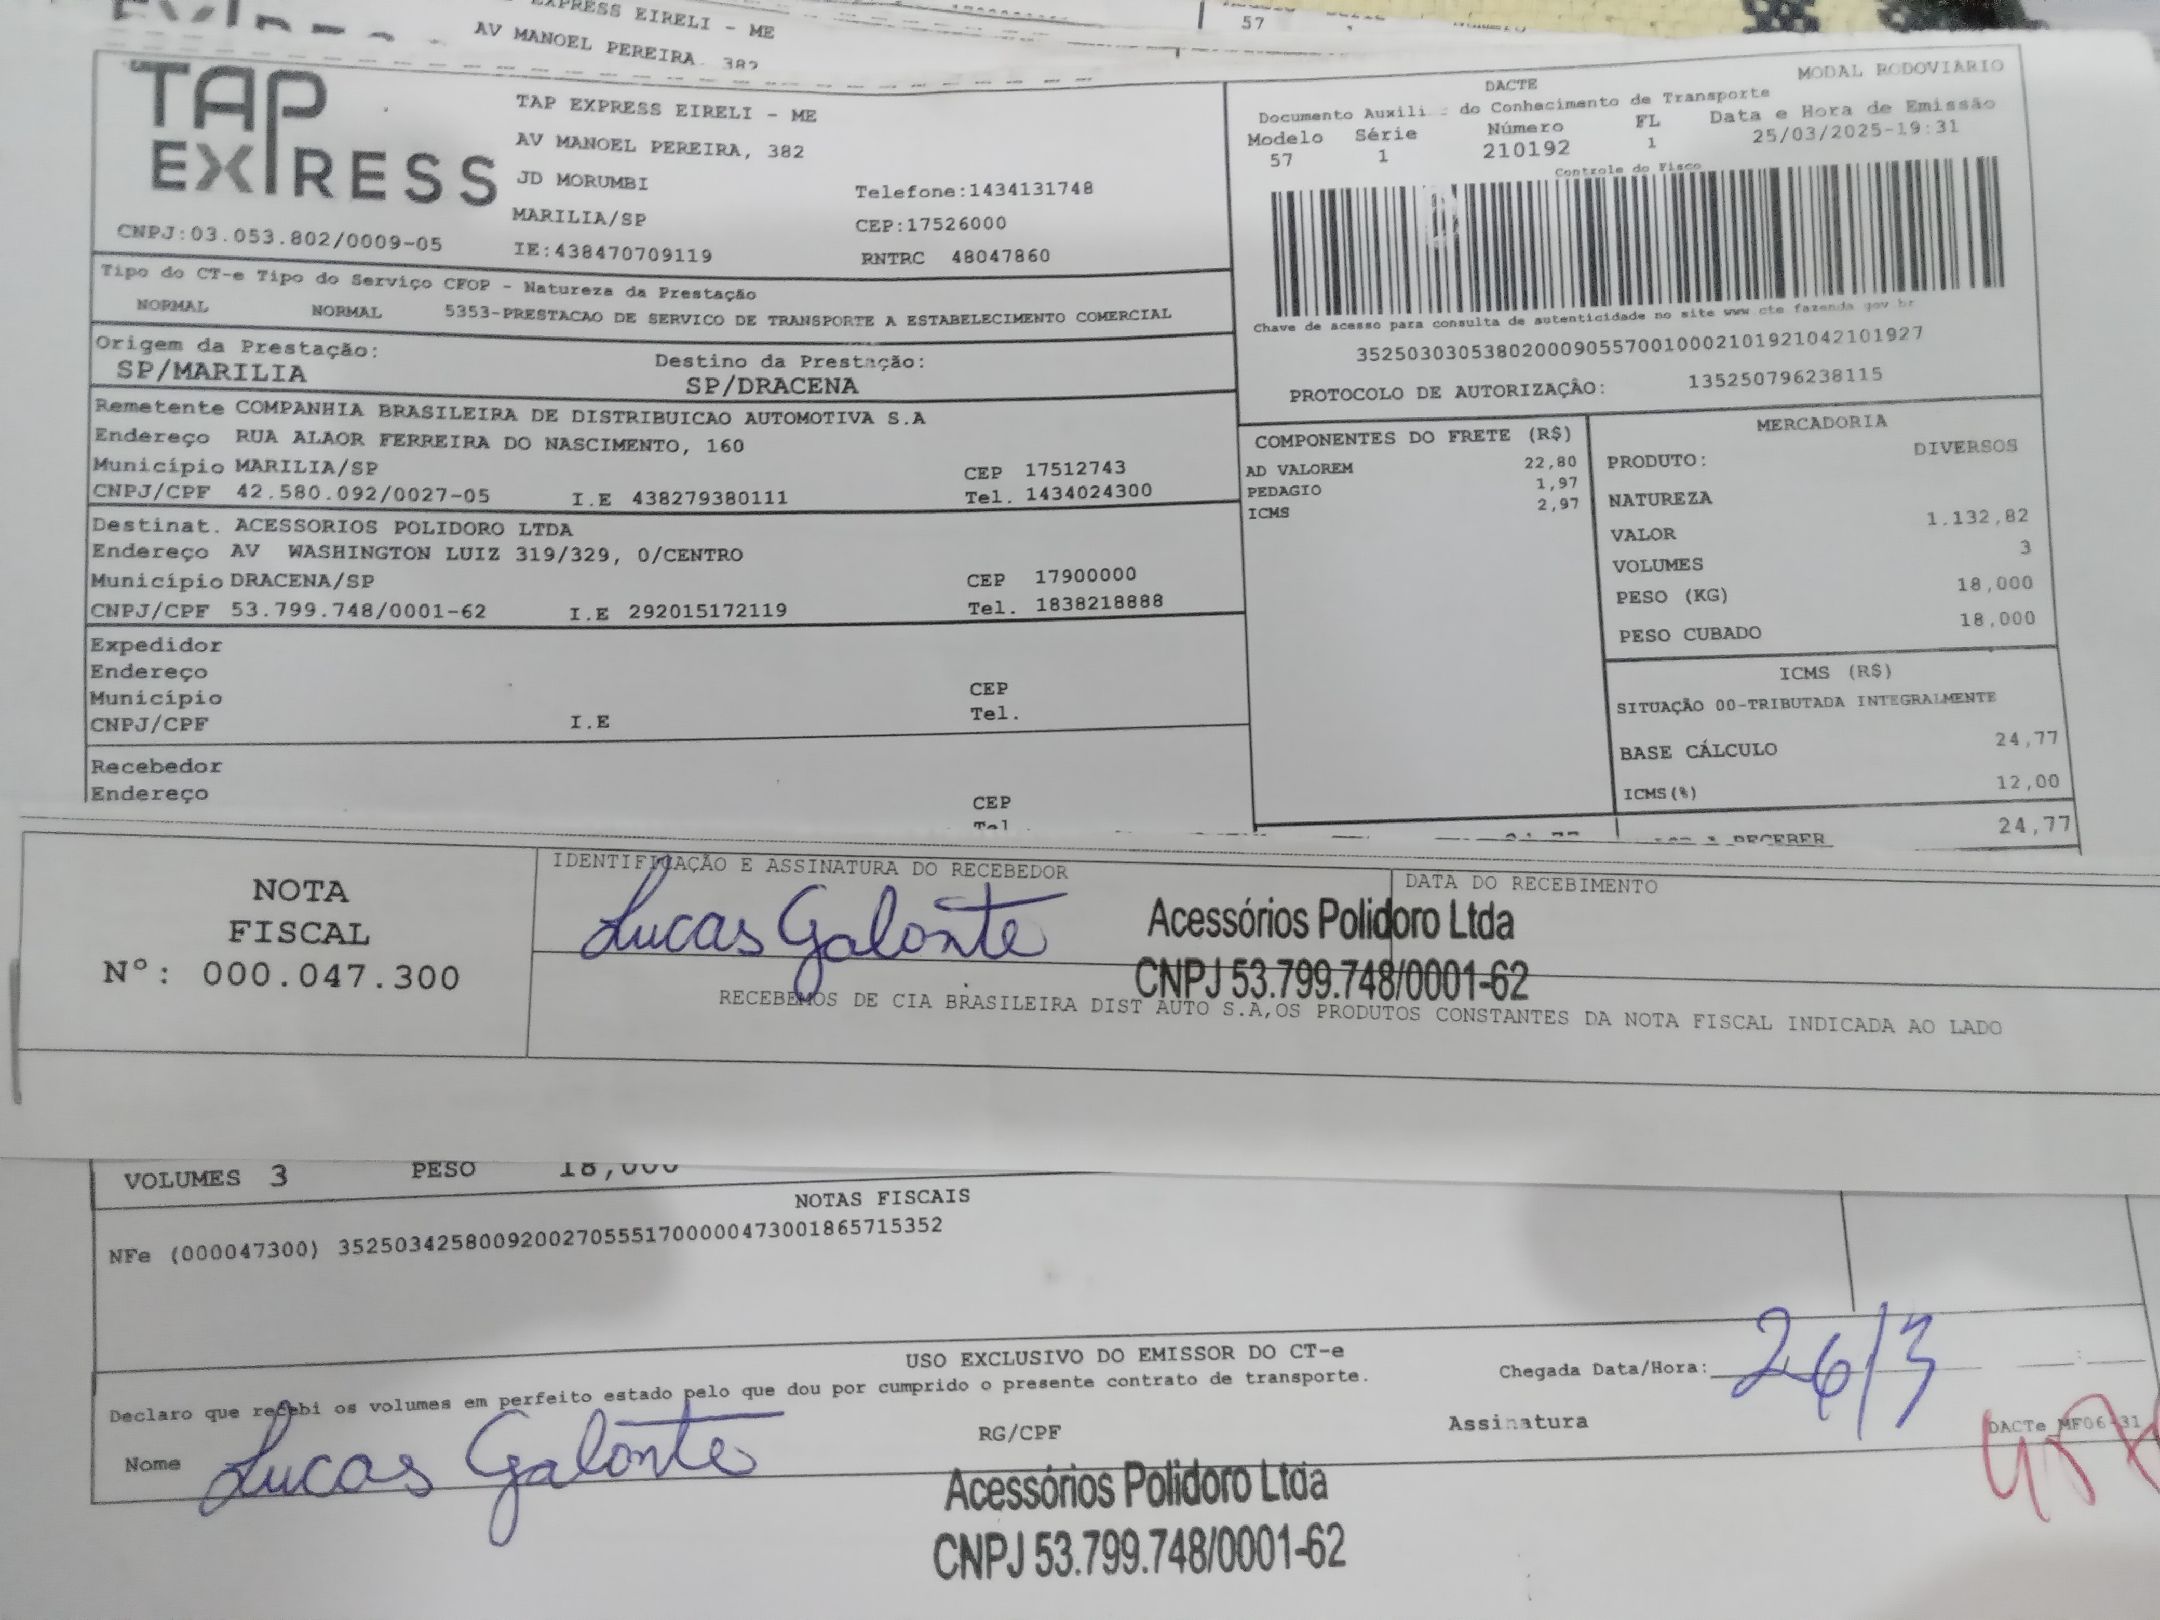 EXPRESS EIRELI - ME
AV MANOEL PEREIRA, 382
57
TAP EXPRESS
TAP EXPRESS EIRELI - ME
AV MANOEL PEREIRA, 382
JD MORUMBI
Telefone:1434131748
MARILIA/SP
CEP:17526000
CNPJ:03.053.802/0009-05
IE:438470709119
RNTRC 48047860
DACTE
MODAL RODOVIARIO
Documento Auxili do Conhecimento de Transporte
Modelo Série Número FL Data e Hora de Emissão
57 1 210192 1 25/03/2025-19:31
Controle do Fisco
Chave de acesso para consulta de autenticidade no site www cte fazenda gov br
35250303053802000905570010002101921042101927
PROTOCOLO DE AUTORIZAÇÃO: 135250796238115
Tipo do CT-e Tipo do Serviço CFOP - Natureza da Prestação
NORMAL NORMAL 5353-PRESTACAO DE SERVICO DE TRANSPORTE A ESTABELECIMENTO COMERCIAL
Origem da Prestação: Destino da Prestação:
SP/MARILIA SP/DRACENA
Remetente COMPANHIA BRASILEIRA DE DISTRIBUICAO AUTOMOTIVA S.A
Endereço RUA ALAOR FERREIRA DO NASCIMENTO, 160
Município MARILIA/SP CEP 17512743
CNPJ/CPF 42.580.092/0027-05 I.E 438279380111 Tel. 1434024300
Destinat. ACESSORIOS POLIDORO LTDA
Endereço AV WASHINGTON LUIZ 319/329, 0/CENTRO
Município DRACENA/SP CEP 17900000
CNPJ/CPF 53.799.748/0001-62 I.E 292015172119 Tel. 1838218888
Expedidor
Endereço
Município CEP
CNPJ/CPF I.E Tel.
Recebedor
Endereço CEP
Tel
COMPONENTES DO FRETE (R$)
AD VALOREM 22,80
PEDAGIO 1,97
ICMS 2,97
MERCADORIA
PRODUTO: DIVERSOS
NATUREZA
VALOR 1.132,82
VOLUMES 3
PESO (KG) 18,000
PESO CUBADO 18,000
ICMS (R$)
SITUAÇÃO 00-TRIBUTADA INTEGRALMENTE
BASE CÁLCULO 24,77
ICMS(%) 12,00
RECEBER 24,77
NOTA
FISCAL
Nº: 000.047.300
IDENTIFICAÇÃO E ASSINATURA DO RECEBEDOR
DATA DO RECEBIMENTO
Lucas Galonte
Acessórios Polidoro Ltda
CNPJ 53.799.748/0001-62
RECEBEMOS DE CIA BRASILEIRA DIST AUTO S.A,OS PRODUTOS CONSTANTES DA NOTA FISCAL INDICADA AO LADO
VOLUMES 3 PESO 18,000
NOTAS FISCAIS
NFe (000047300) 35250342580092002705551700000473001865715352
USO EXCLUSIVO DO EMISSOR DO CT-e
Declaro que recebi os volumes em perfeito estado pelo que dou por cumprido o presente contrato de transporte.
Chegada Data/Hora: 26/3
Nome Lucas Galonte
RG/CPF
Assinatura
DACTe MF06-31
Acessórios Polidoro Ltda
CNPJ 53.799.748/0001-62